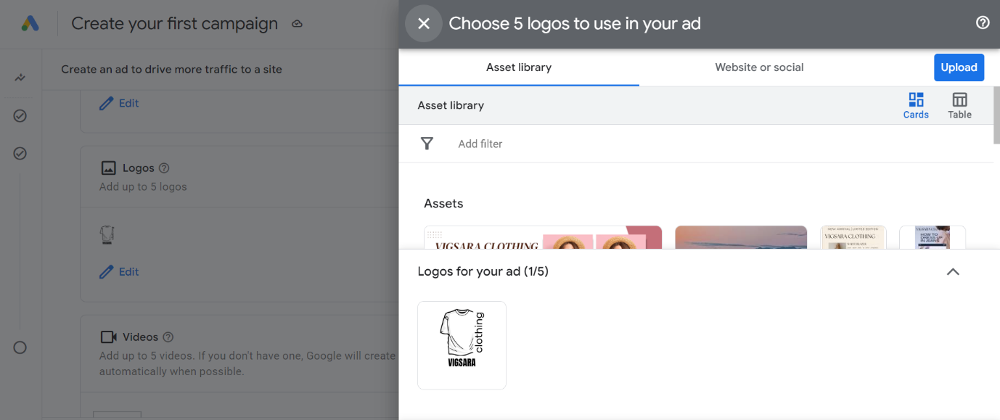 Create your first campaign
Create an ad to drive more traffic to a site
Edit
Logos
Add up to 5 logos
Edit
Videos
Add up to 5 videos. If you don't have one, Google will create
automatically when possible.
Choose 5 logos to use in your ad
Asset library
Website or social
Upload
Asset library
Cards
Table
Add filter
Assets
VIGSARA CLOTHING
NEW ARRIVAL|LIMITED EDITION
VIGSARA CLOTHING
HOW TO
DRESS UP
IN JEANS
Logos for your ad (1/5)
clothing
VIGSARA